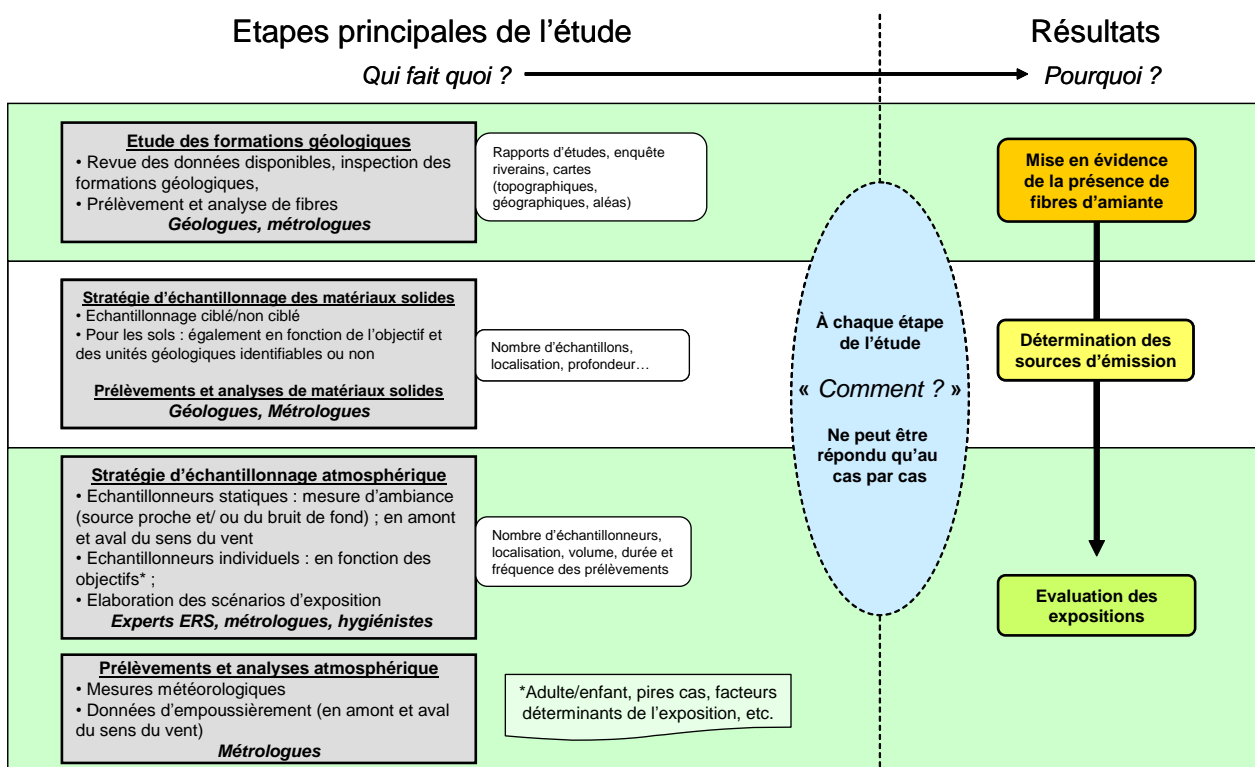 Etapes principales de l'étude
Résultats
Qui fait quoi ?
Pourquoi ?
Etude des formations géologiques
• Revue des données disponibles, inspection des
formations géologiques,
• Prélèvement et analyse de fibres
Géologues, métrologues
Rapports d'études, enquête
riverains, cartes
(topographiques,
géographiques, aléas)
Mise en évidence
de la présence de
fibres d'amiante
Stratégie d'échantillonnage des matériaux solides
• Echantillonnage ciblé/non ciblé
• Pour les sols : également en fonction de l'objectif et
des unités géologiques identifiables ou non
Prélèvements et analyses de matériaux solides
Géologues, Métrologues
Nombre d'échantillons,
localisation, profondeur…
À chaque étape
de l'étude
« Comment ? »
Ne peut être
répondu qu'au
cas par cas
Détermination des
sources d'émission
Stratégie d'échantillonnage atmosphérique
• Echantillonneurs statiques : mesure d'ambiance
(source proche et/ ou du bruit de fond) ; en amont
et aval du sens du vent
• Echantillonneurs individuels : en fonction des
objectifs* ;
• Elaboration des scénarios d'exposition
Experts ERS, métrologues, hygiénistes
Nombre d'échantillonneurs,
localisation, volume, durée et
fréquence des prélèvements
Evaluation des
expositions
Prélèvements et analyses atmosphérique
• Mesures météorologiques
• Données d'empoussièrement (en amont et aval
du sens du vent)
Métrologues
*Adulte/enfant, pires cas, facteurs
déterminants de l'exposition, etc.